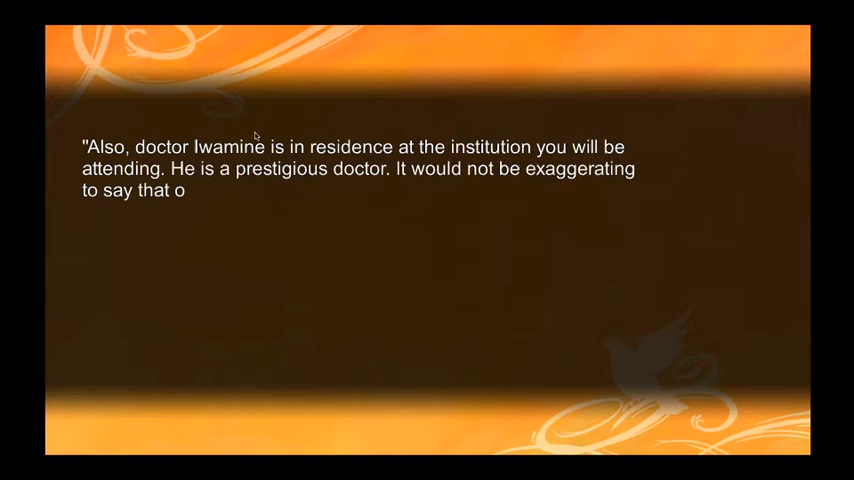 "Also, doctor Iwamine is in residence at the institution you will be
attending. He is a prestigious doctor. It would not be exaggerating
to say that o